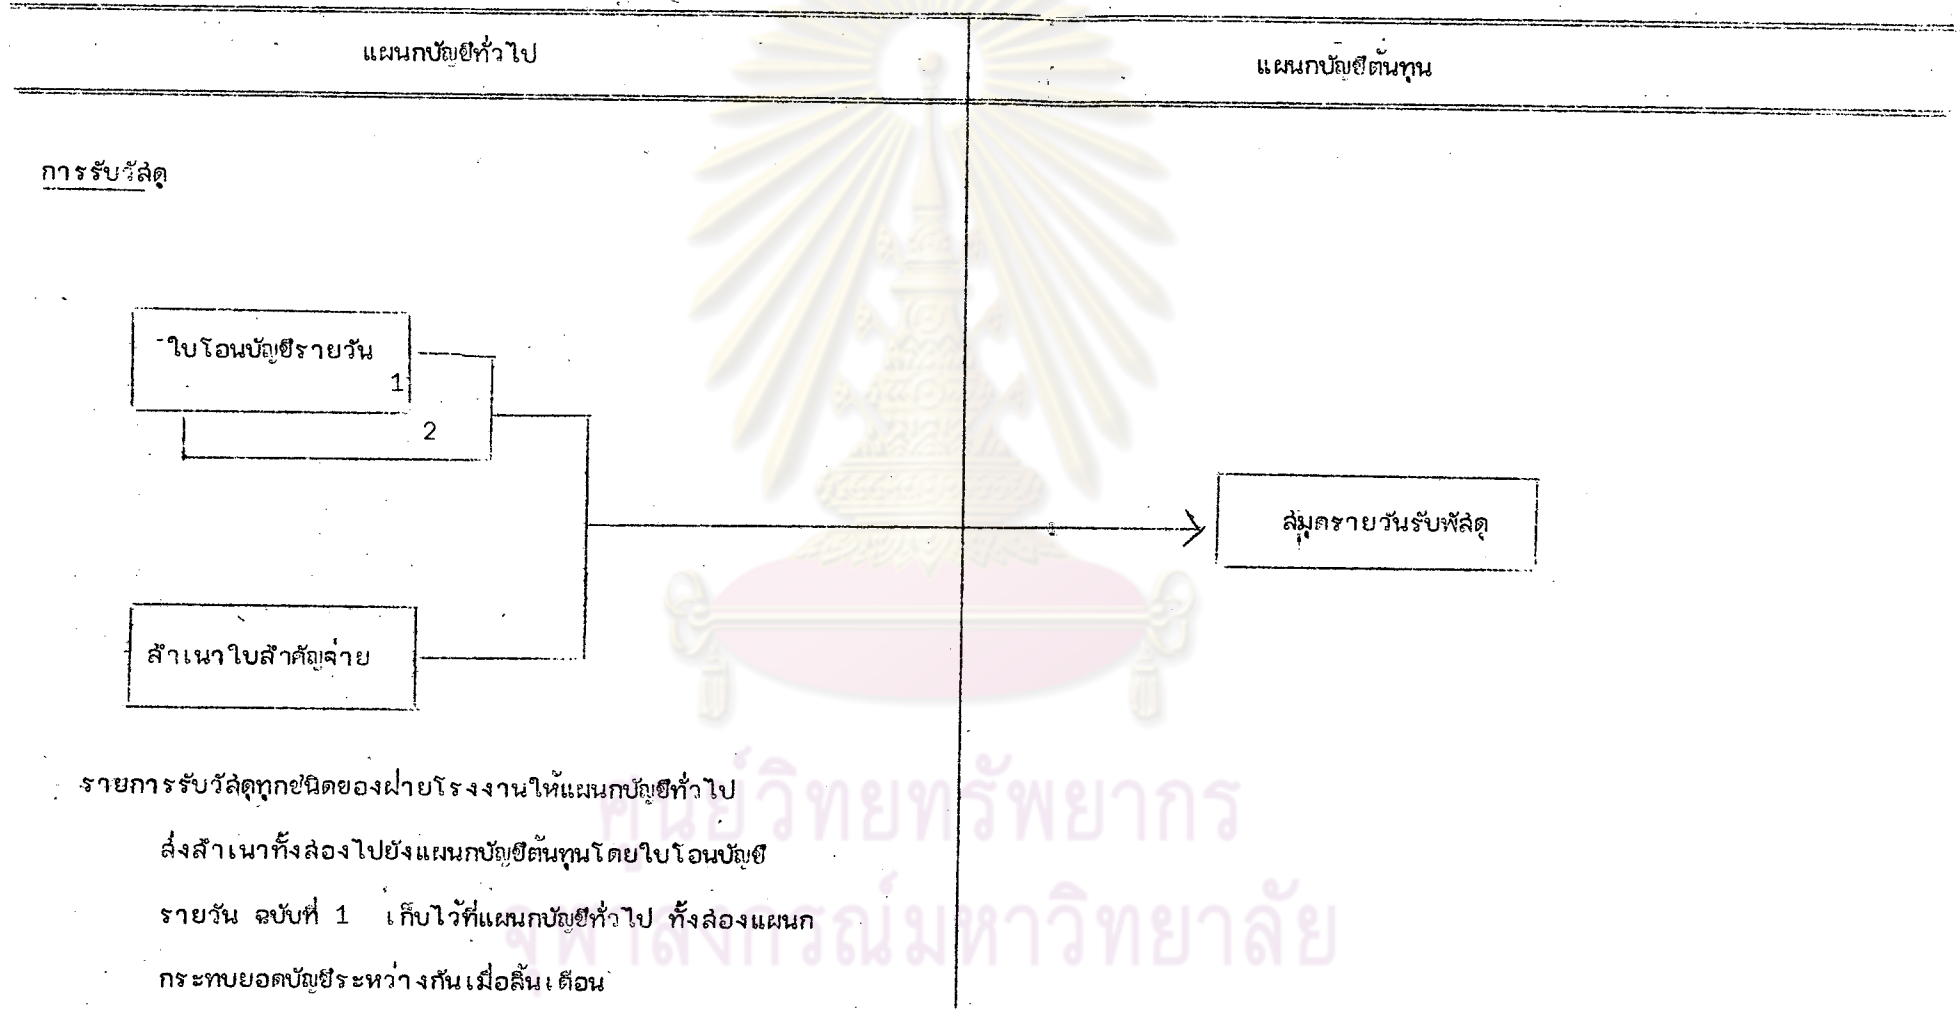 แผนกบัญชีทั่วไป
แผนกบัญชีต้นทุน
การรับวัสดุ
ใบโอนบัญชีรายวัน
1
2
สมุดรายวันรับพัสดุ
สำเนาใบสำคัญจ่าย
รายการรับวัสดุทุกชนิดของฝ่ายโรงงานให้แผนกบัญชีทั่วไป
ส่งสำเนาทั้งสองไปยังแผนกบัญชีต้นทุนโดยใบโอนบัญชี
รายวัน ฉบับที่ 1 เก็บไว้ที่แผนกบัญชีทั่วไป ทั้งสองแผนก
กระทบยอดบัญชีระหว่างกันเมื่อสิ้นเดือน
ศูนย์วิทยทรัพยากร
จุฬาลงกรณ์มหาวิทยาลัย